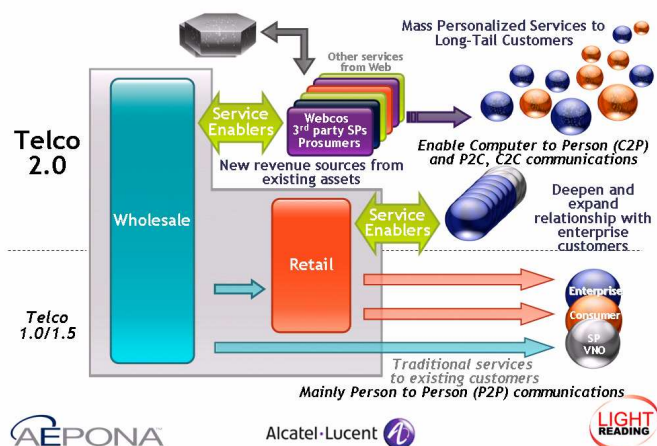 Mass Personalized Services to
Long-Tail Customers
Other services
from Web
Telco
2.0
Service
Enablers
Webcos
3rd party SPs
Prosumers
Enable Computer to Person (C2P)
and P2C, C2C communications
New revenue sources from
existing assets
Wholesale
Service
Enablers
Deepen and
expand
relationship with
enterprise
customers
Retail
Telco
1.0/1.5
Enterprise
Consumer
SP
VNO
Traditional services
to existing customers
Mainly Person to Person (P2P) communications
AEPONA
Alcatel·Lucent
LIGHT
READING